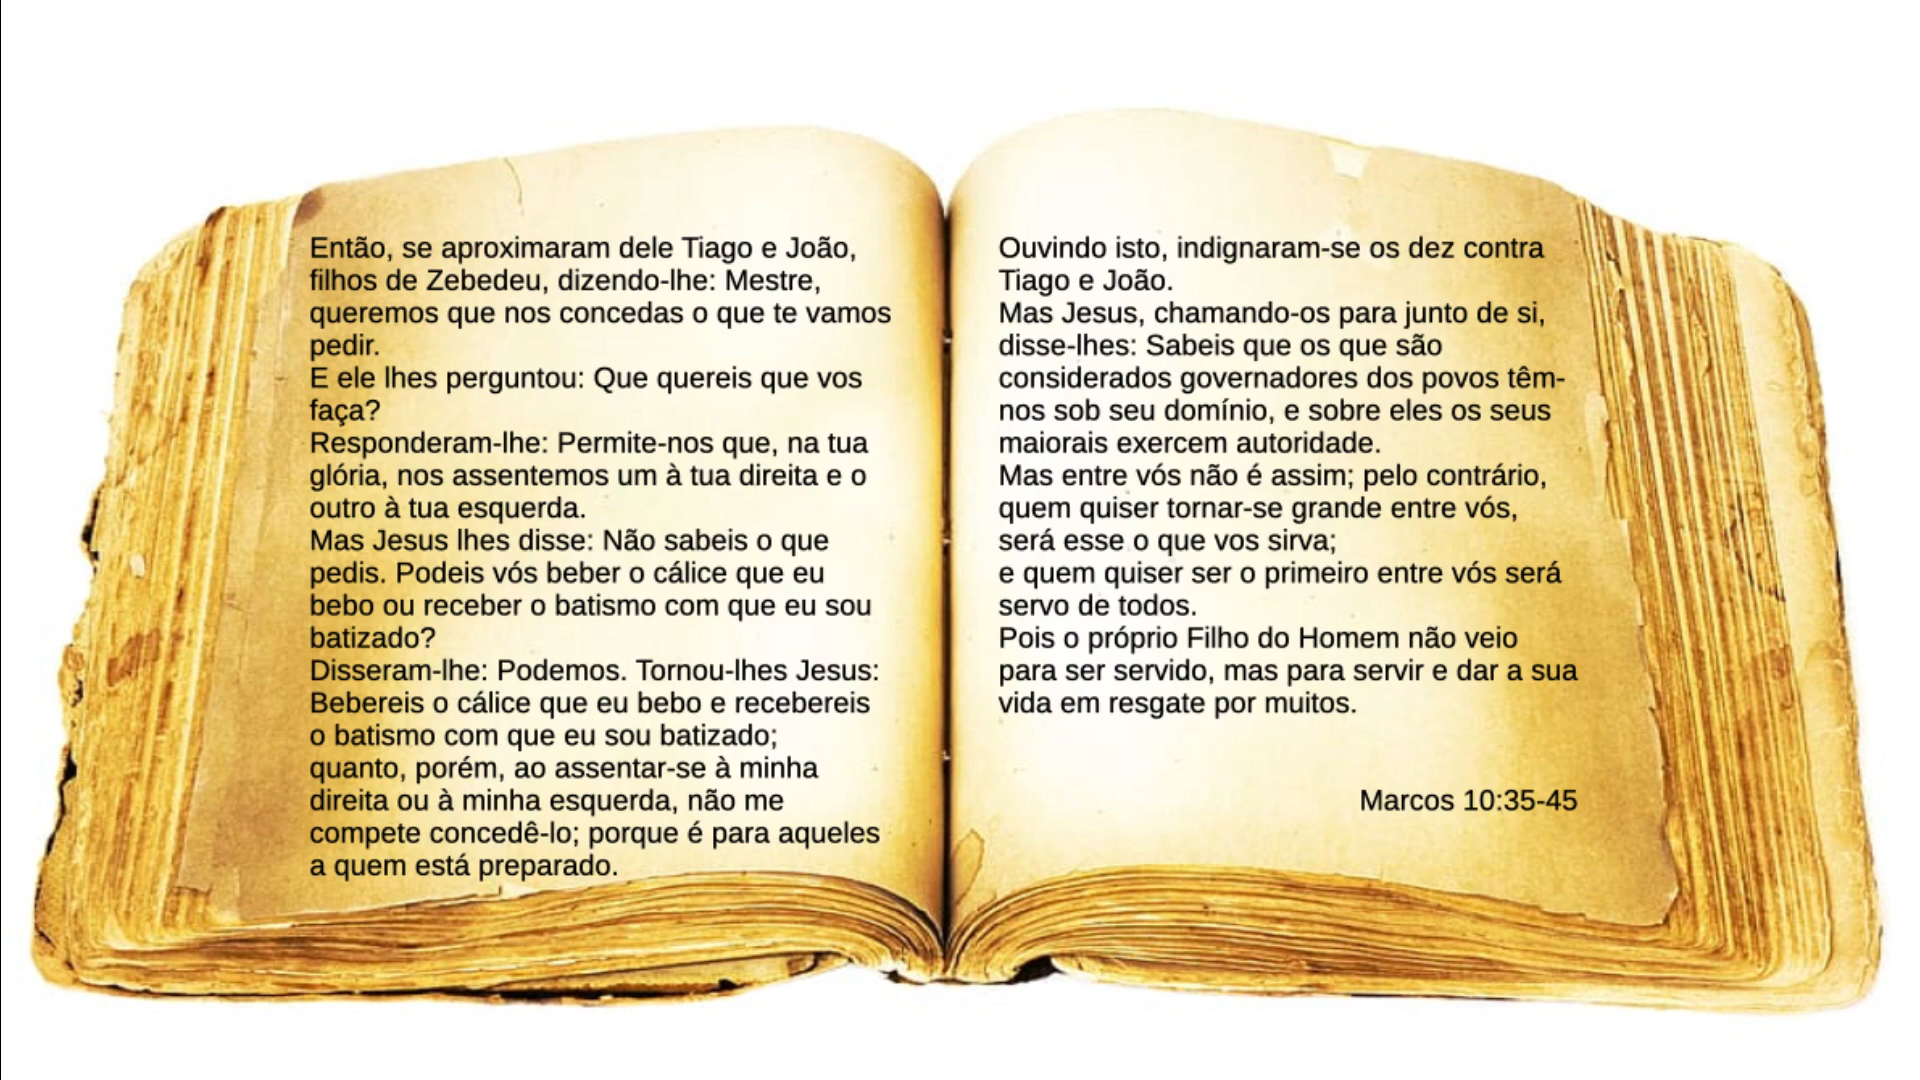 Então, se aproximaram dele Tiago e João,
filhos de Zebedeu, dizendo-lhe: Mestre,
queremos que nos concedas o que te vamos
pedir.
E ele lhes perguntou: Que quereis que vos
faça?
Responderam-lhe: Permite-nos que, na tua
glória, nos assentemos um à tua direita e o
outro à tua esquerda.
Mas Jesus lhes disse: Não sabeis o que
pedis. Podeis vós beber o cálice que eu
bebo ou receber o batismo com que eu sou
batizado?
Disseram-lhe: Podemos. Tornou-lhes Jesus:
Bebereis o cálice que eu bebo e recebereis
o batismo com que eu sou batizado;
quanto, porém, ao assentar-se à minha
direita ou à minha esquerda, não me
compete concedê-lo; porque é para aqueles
a quem está preparado.
Ouvindo isto, indignaram-se os dez contra
Tiago e João.
Mas Jesus, chamando-os para junto de si,
disse-lhes: Sabeis que os que são
considerados governadores dos povos têm-
nos sob seu domínio, e sobre eles os seus
maiorais exercem autoridade.
Mas entre vós não é assim; pelo contrário,
quem quiser tornar-se grande entre vós,
será esse o que vos sirva;
e quem quiser ser o primeiro entre vós será
servo de todos.
Pois o próprio Filho do Homem não veio
para ser servido, mas para servir e dar a sua
vida em resgate por muitos.
Marcos 10:35-45